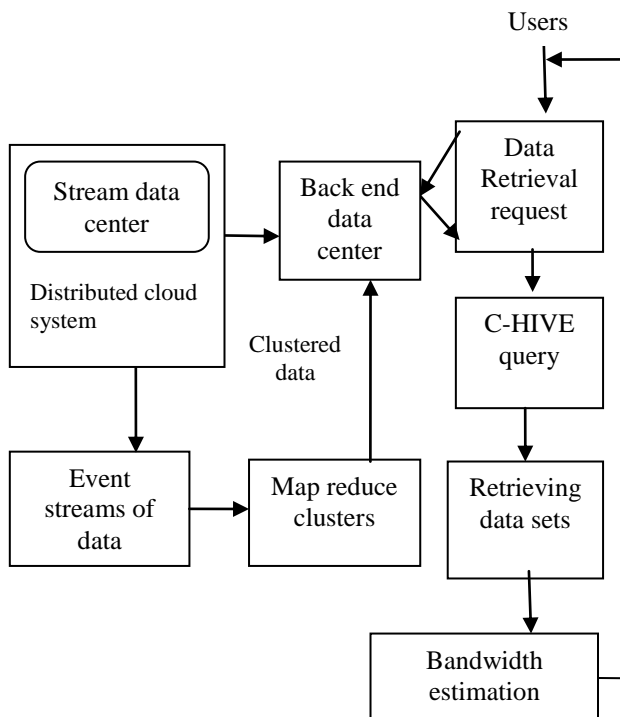 Users
Stream data
center
Distributed cloud
system
Back end
data
center
Data
Retrieval
request
Clustered
data
C-HIVE
query
Event
streams of
data
Map reduce
clusters
Retrieving
data sets
Bandwidth
estimation